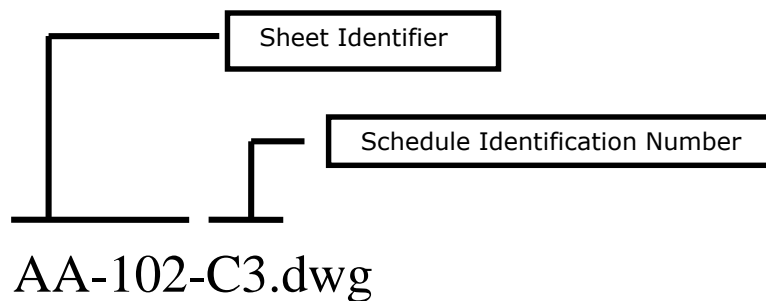 Sheet Identifier
Schedule Identification Number
AA-102-C3.dwg